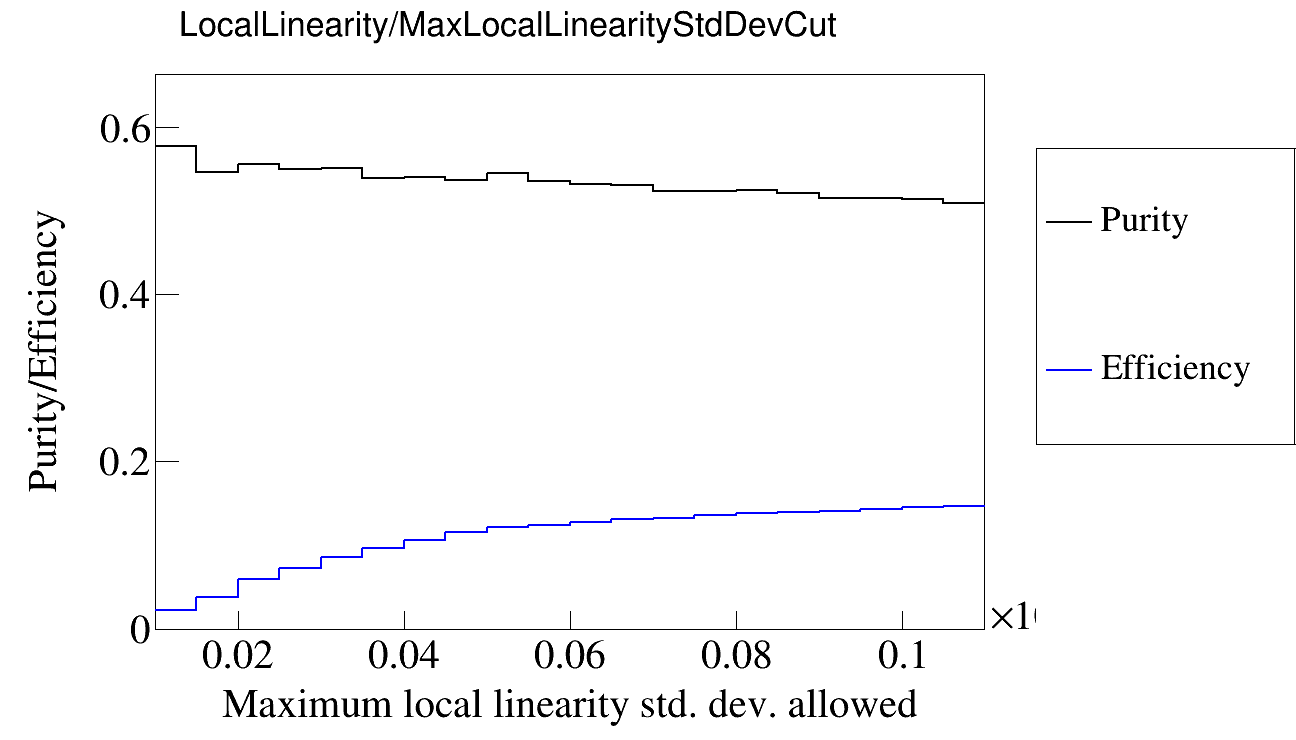 LocalLinearity/MaxLocalLinearityStdDevCut
Purity/Efficiency
0.6
0.4
0.2
0
0.02
0.04
0.06
0.08
0.1
×1
Maximum local linearity std. dev. allowed
Purity
Efficiency